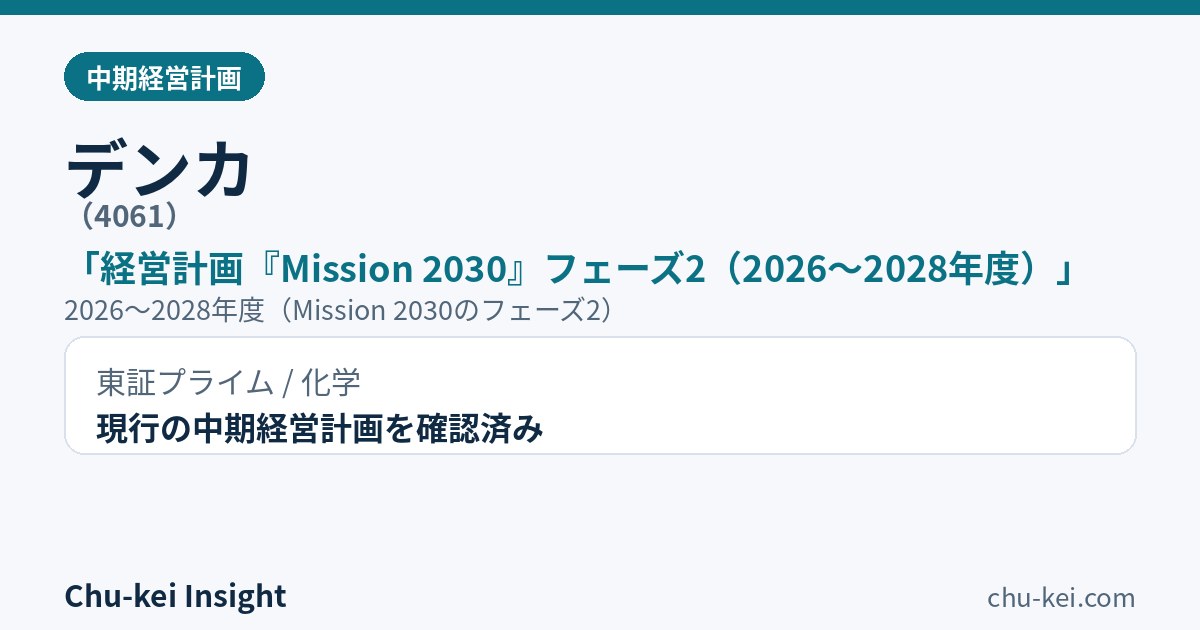 中期経営計画
デンカ
（4061）
「経営計画『Mission 2030』フェーズ2（2026〜2028年度）」
2026〜2028年度（Mission 2030のフェーズ2）
東証プライム / 化学
現行の中期経営計画を確認済み
Chu-kei Insight
chu-kei.com